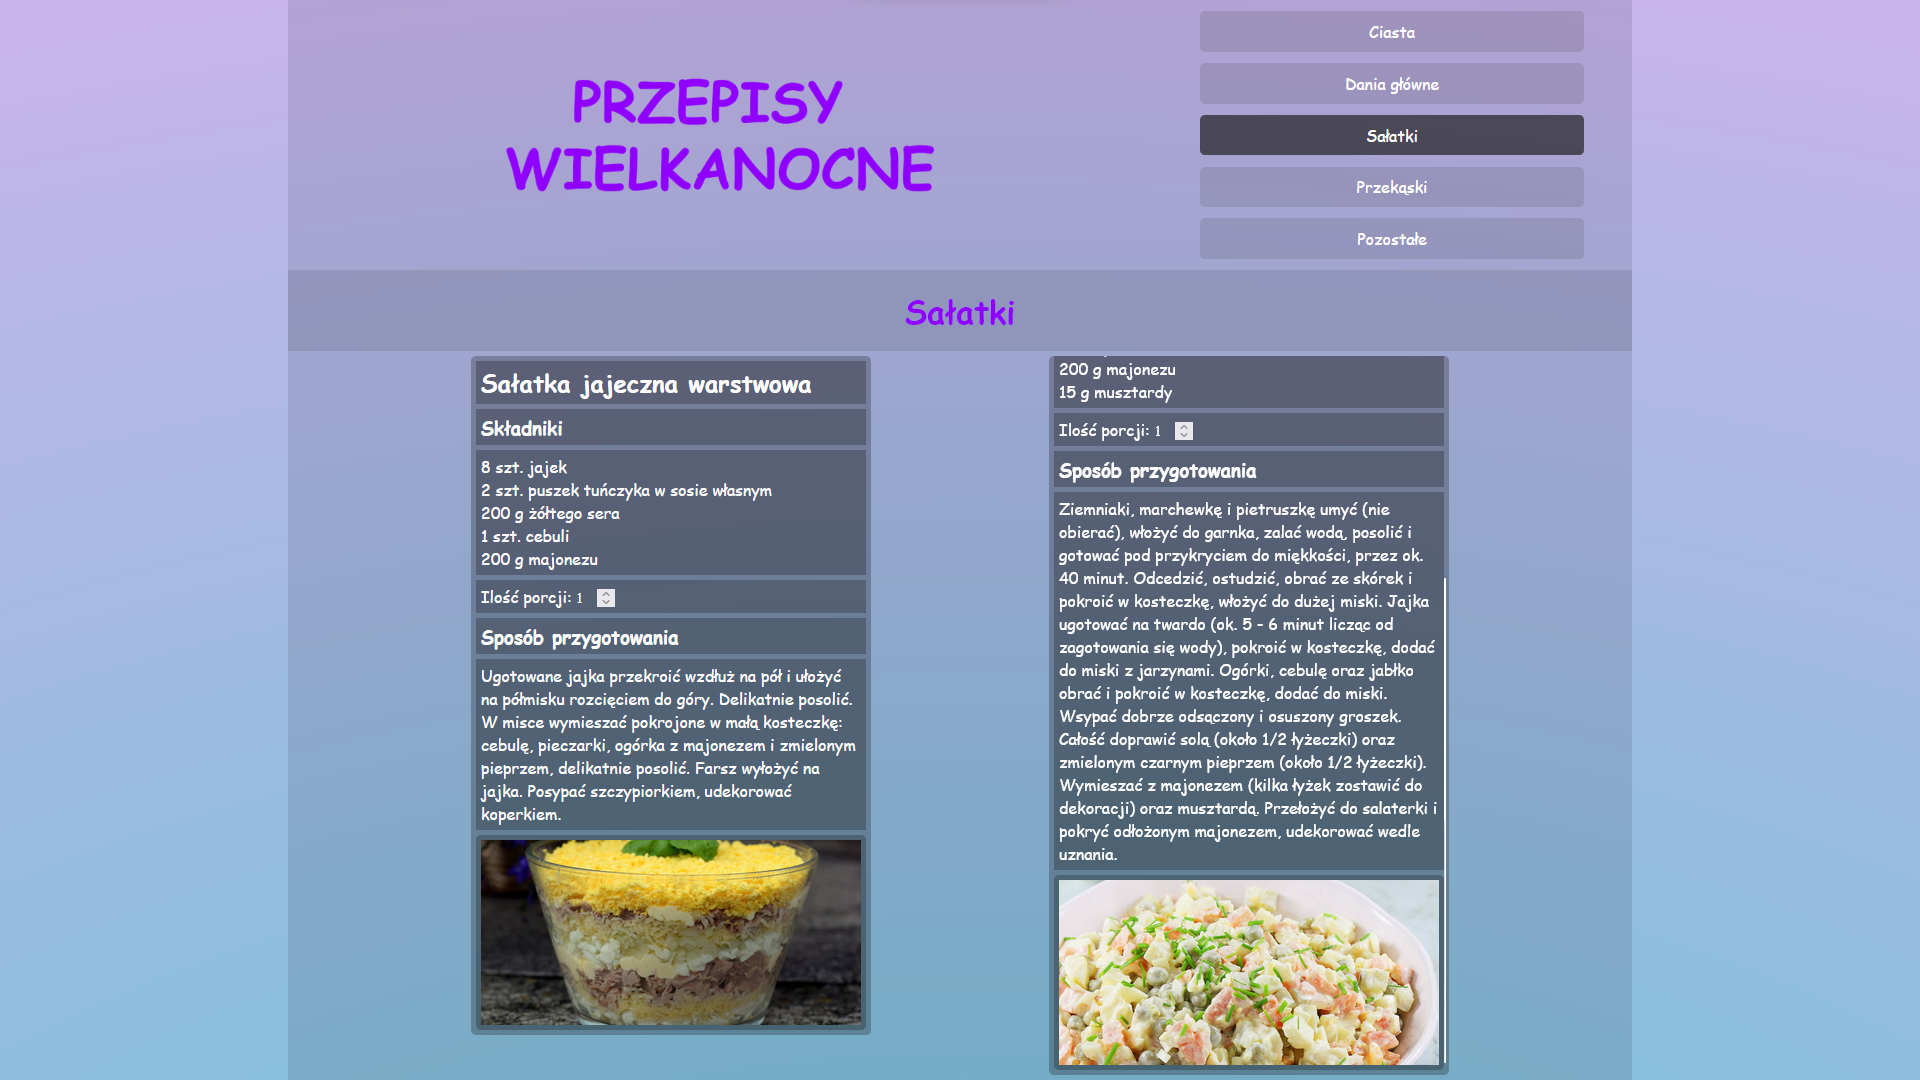 PRZEPISY
WIELKANOCNE
Ciasta
Dania główne
Sałatki
Przekąski
Pozostałe
Sałatki
Sałatka jajeczna warstwowa
Składniki
8 szt. jajek
2 szt. puszek tuńczyka w sosie własnym
200 g żółtego sera
1 szt. cebuli
200 g majonezu
Ilość porcji: 1
Sposób przygotowania
Ugotowane jajka przekroić wzdłuż na pół i ułożyć
na półmisku rozcięciem do góry. Delikatnie posolić.
W misce wymieszać pokrojone w małą kosteczkę:
cebulę, pieczarki, ogórka z majonezem i zmielonym
pieprzem, delikatnie posolić. Farsz wyłożyć na
jajka. Posypać szczypiorkiem, udekorować
koperkiem.
200 g majonezu
15 g musztardy
Ilość porcji: 1
Sposób przygotowania
Ziemniaki, marchewkę i pietruszkę umyć (nie
obierać), włożyć do garnka, zalać wodą, posolić i
gotować pod przykryciem do miękkości, przez ok.
40 minut. Odcedzić, ostudzić, obrać ze skórek i
pokroić w kosteczkę, włożyć do dużej miski. Jajka
ugotować na twardo (ok. 5 - 6 minut licząc od
zagotowania się wody), pokroić w kosteczkę, dodać
do miski z jarzynami. Ogórki, cebulę oraz jabłko
obrać i pokroić w kosteczkę, dodać do miski.
Wsypać dobrze odsączony i osuszony groszek.
Całość doprawić solą (około 1/2 łyżeczki) oraz
zmielonym czarnym pieprzem (około 1/2 łyżeczki).
Wymieszać z majonezem (kilka łyżek zostawić do
dekoracji) oraz musztardą. Przełożyć do salaterki i
pokryć odłożonym majonezem, udekorować wedle
uznania.